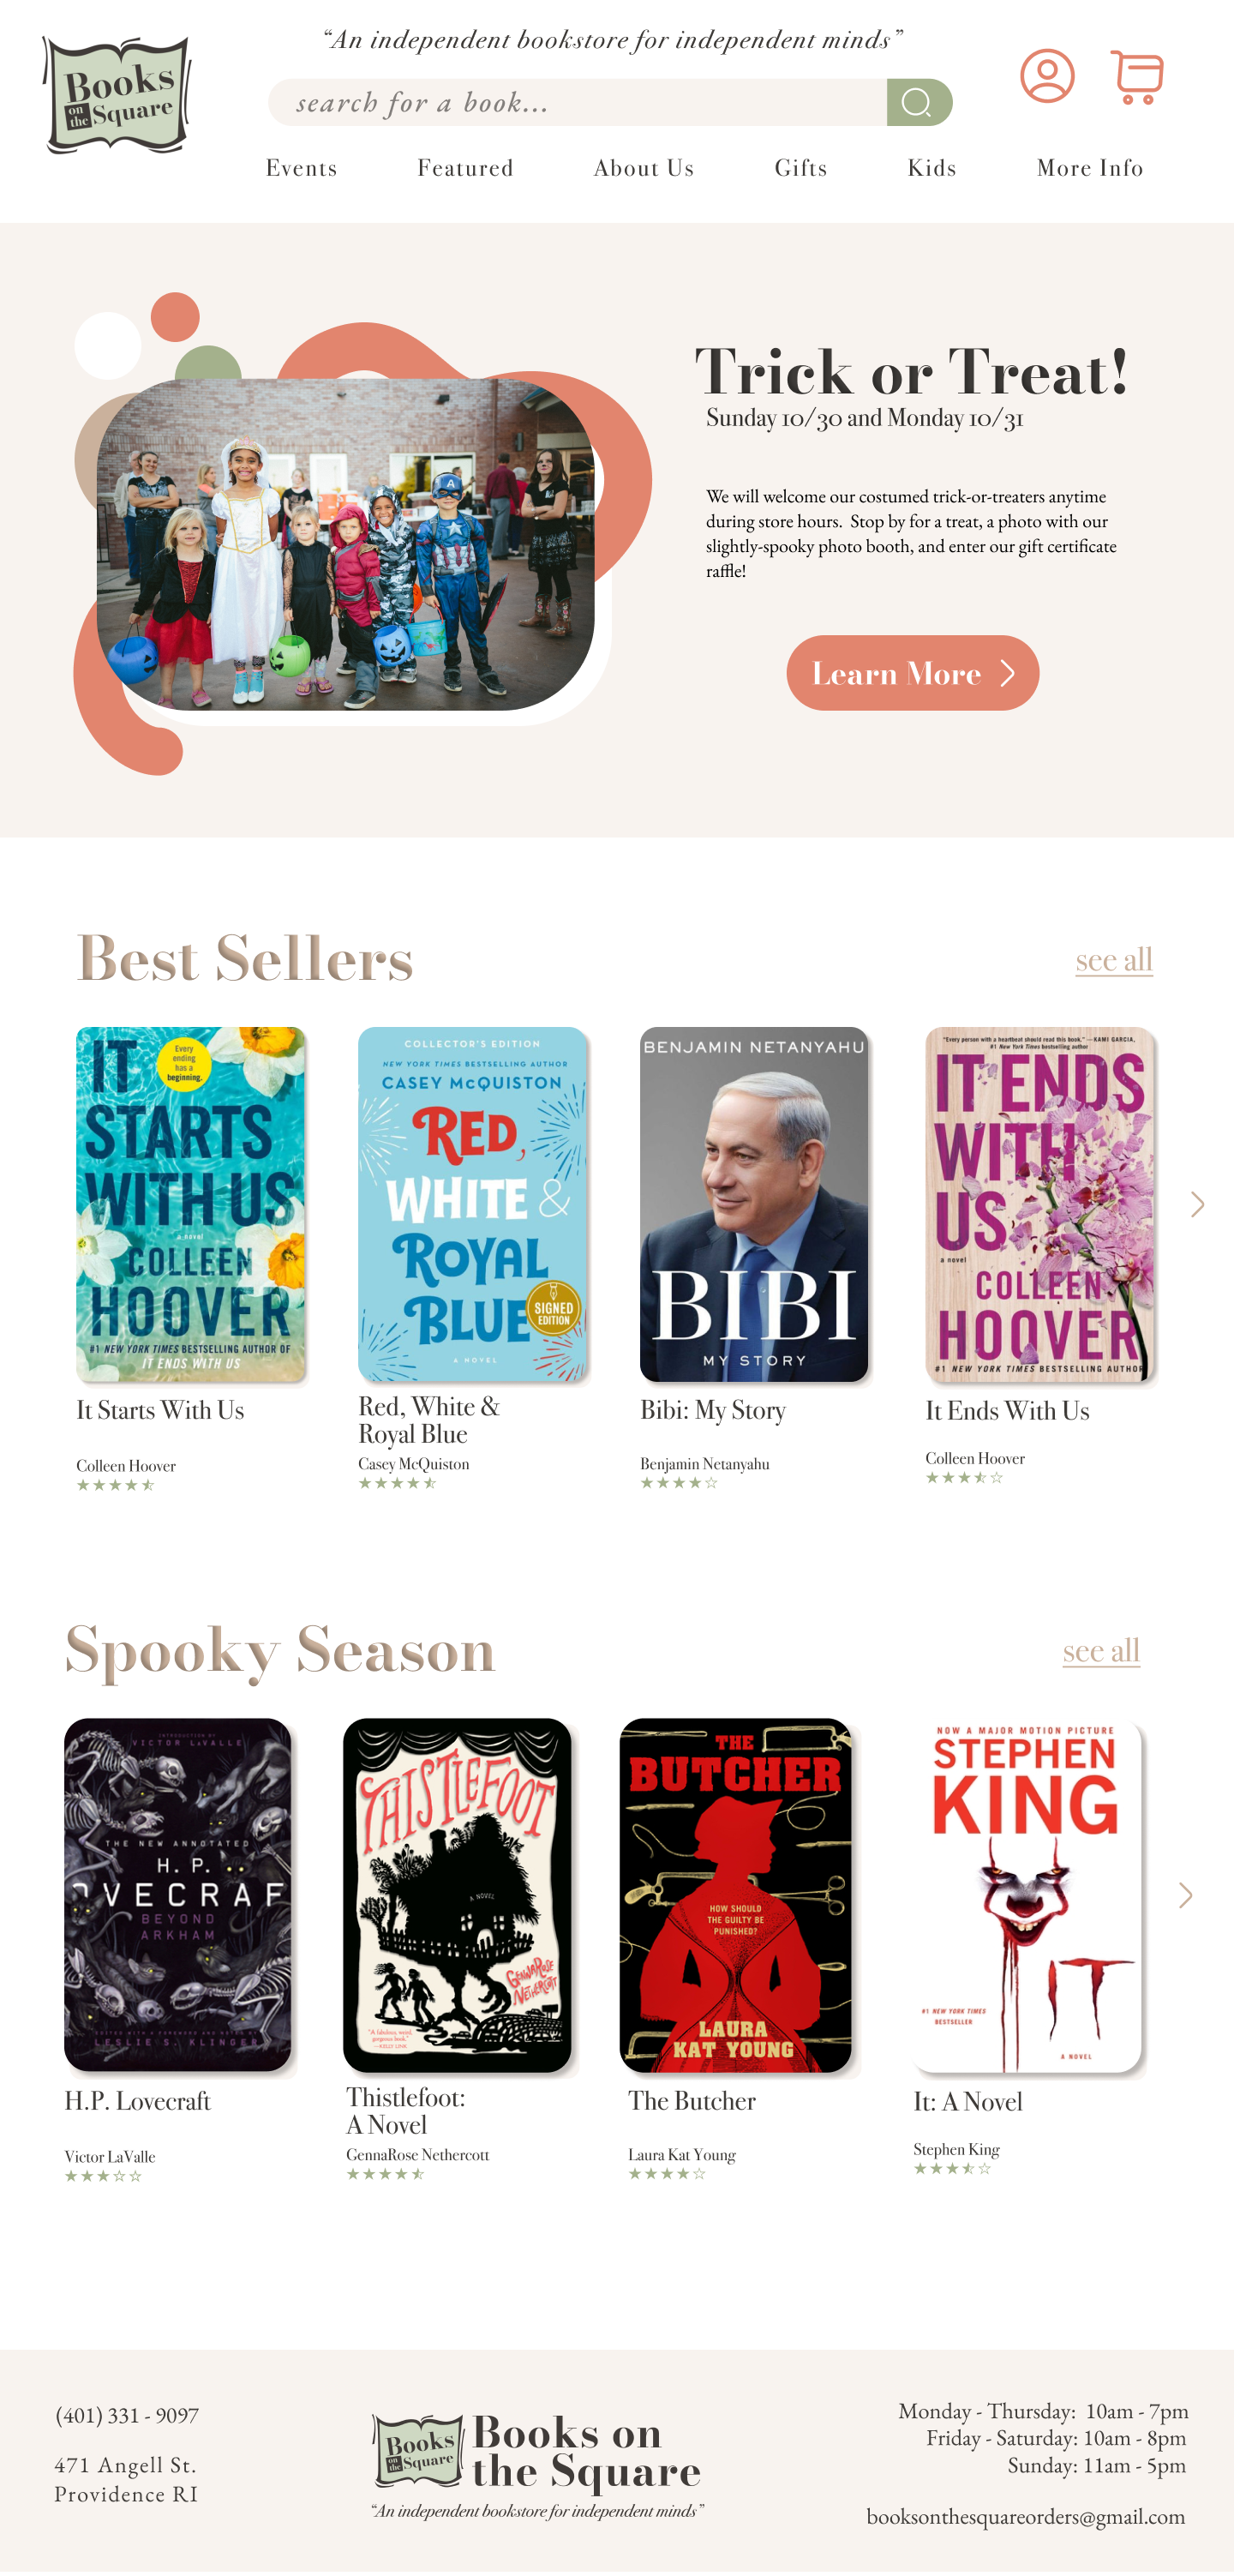 Books
on
the Square
“An independent bookstore for independent minds”
search for a book...
Events Featured About Us Gifts Kids More Info
Trick or Treat!
Sunday 10/30 and Monday 10/31
We will welcome our costumed trick-or-treaters anytime
during store hours.  Stop by for a treat, a photo with our
slightly-spooky photo booth, and enter our gift certificate
raffle!
Learn More
Best Sellers
see all
Every
ending
has a
beginning.
IT
STARTS
WITH US
a novel
COLLEEN
HOOVER
#1 NEW YORK TIMES BESTSELLING AUTHOR OF
IT ENDS WITH US
COLLECTOR'S EDITION
NEW YORK TIMES BESTSELLING AUTHOR
CASEY McQUISTON
RED,
WHITE &
ROYAL
BLUE
SIGNED
EDITION
A NOVEL
BENJAMIN NETANYAHU
BIBI
MY STORY
"Every person with a heartbeat should read this book." —KAMI GARCIA,
#1 New York Times bestselling author
IT ENDS
WITH
US
a novel
COLLEEN
HOOVER
#1 NEW YORK TIMES BESTSELLING AUTHOR
It Starts With Us
Colleen Hoover
Red, White &
Royal Blue
Casey McQuiston
Bibi: My Story
Benjamin Netanyahu
It Ends With Us
Colleen Hoover
Spooky Season
see all
INTRODUCTION BY
VICTOR LAVALLE
THE NEW ANNOTATED
H. P.
OVECRAF
BEYOND
ARKHAM
EDITED WITH A FOREWORD AND NOTES BY
LESLIE S. KLINGER
THISTLEFOOT
A NOVEL
GENNAROSE
NETHERCOTT
"A fabulous, weird,
gorgeous book."
—KELLY LINK
THE
BUTCHER
HOW SHOULD
THE GUILTY BE
PUNISHED?
LAURA
KAT YOUNG
NOW A MAJOR MOTION PICTURE
STEPHEN
KING
IT
#1 NEW YORK TIMES
BESTSELLER
A NOVEL
H.P. Lovecraft
Victor LaValle
Thistlefoot:
A Novel
GennaRose Nethercott
The Butcher
Laura Kat Young
It: A Novel
Stephen King
(401) 331 - 9097
471 Angell St.
Providence RI
Books
on
the Square
Books on
the Square
“An independent bookstore for independent minds”
Monday - Thursday:  10am - 7pm
Friday - Saturday: 10am - 8pm
Sunday: 11am - 5pm
booksonthesquareorders@gmail.com